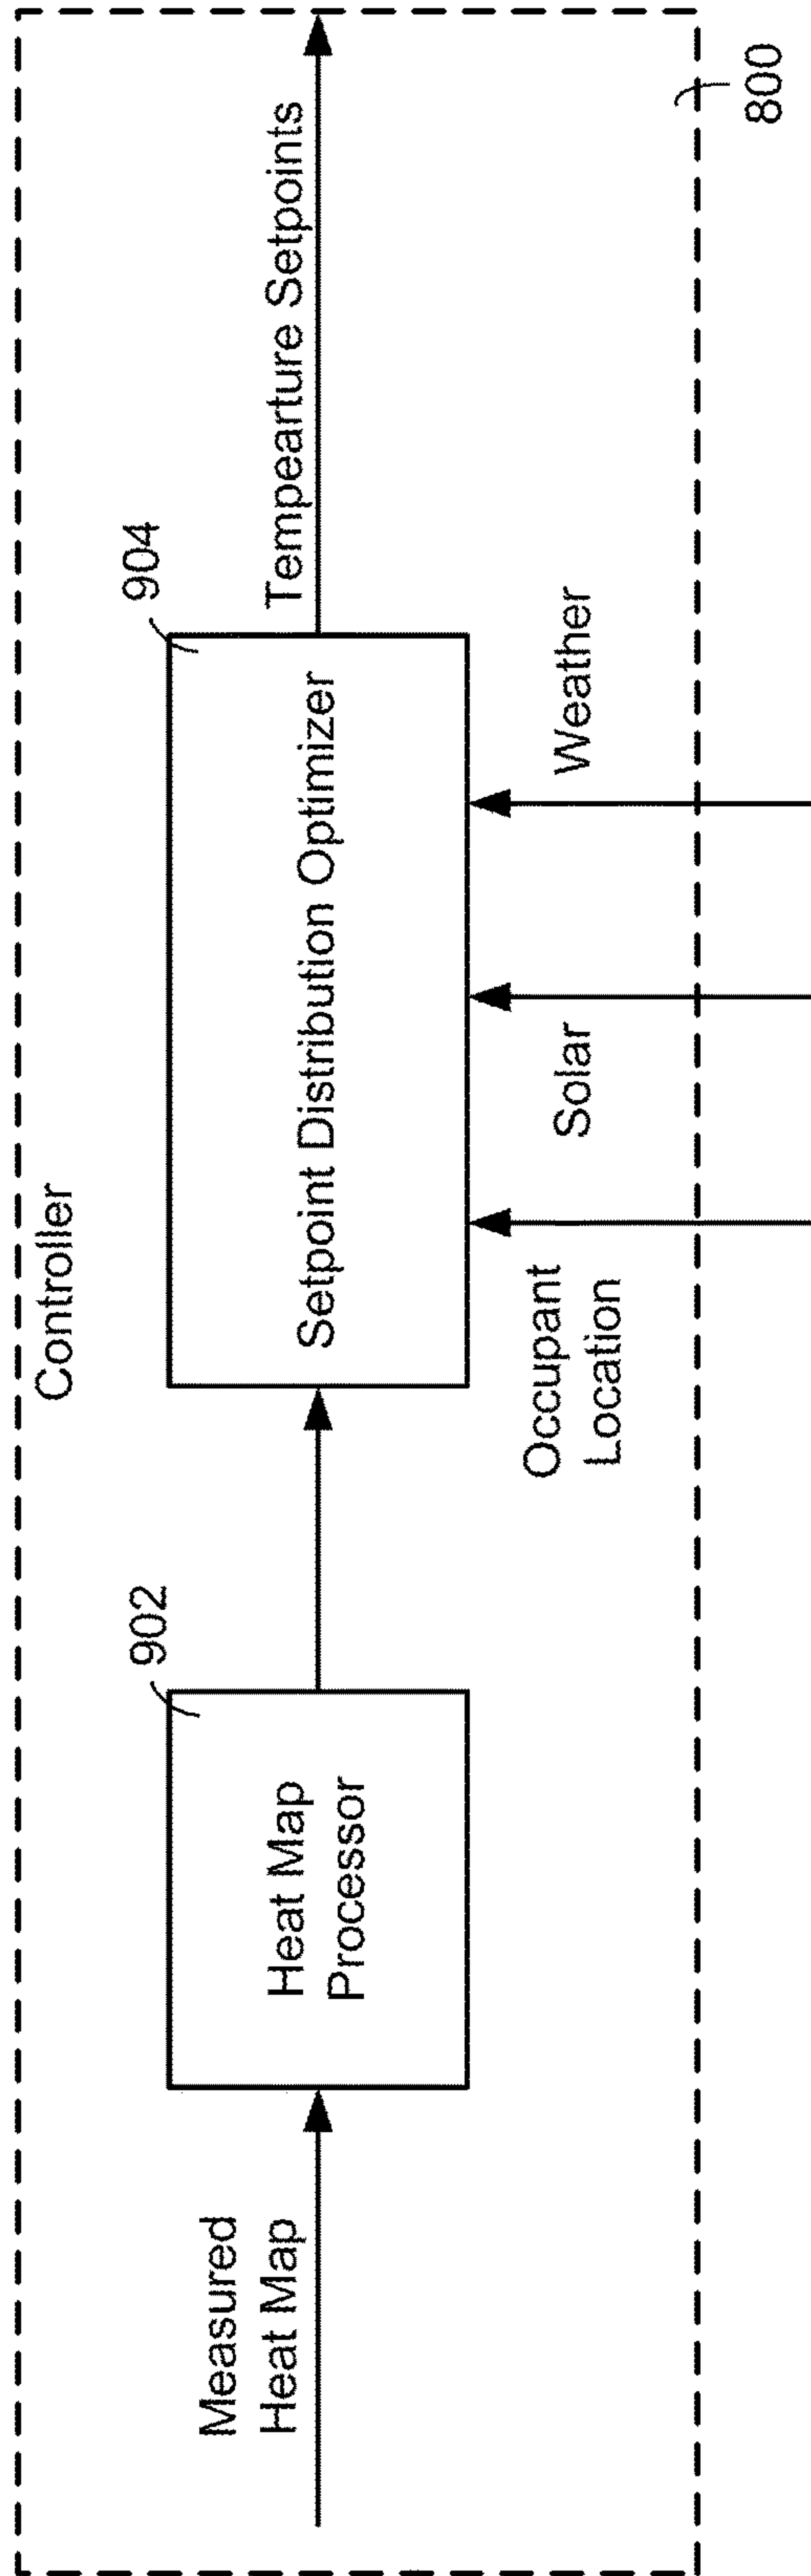 Controller
902
904
Measured
Heat Map
Heat Map
Processor
Setpoint Distribution Optimizer
Tempearture Setpoints
Occupant
Location
Solar
Weather
800